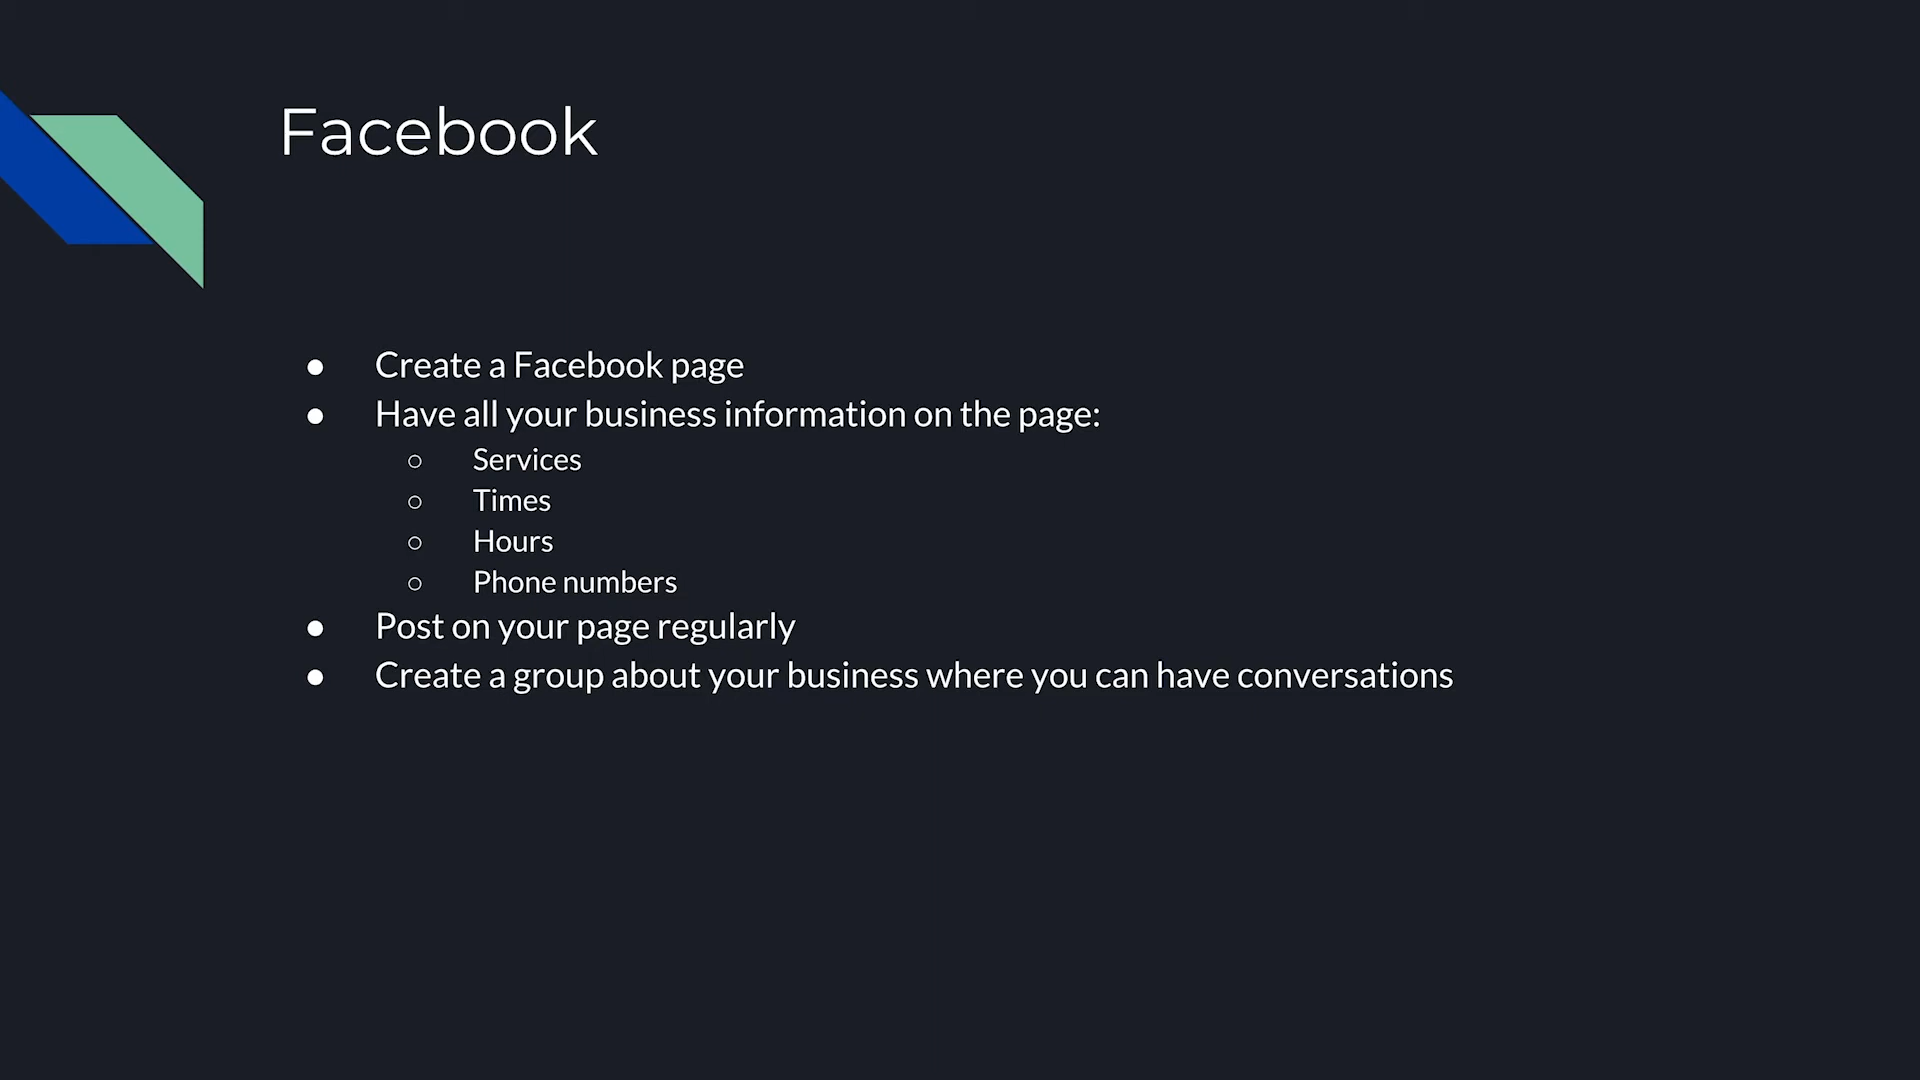 Facebook
● Create a Facebook page
● Have all your business information on the page:
○ Services
○ Times
○ Hours
○ Phone numbers
● Post on your page regularly
● Create a group about your business where you can have conversations